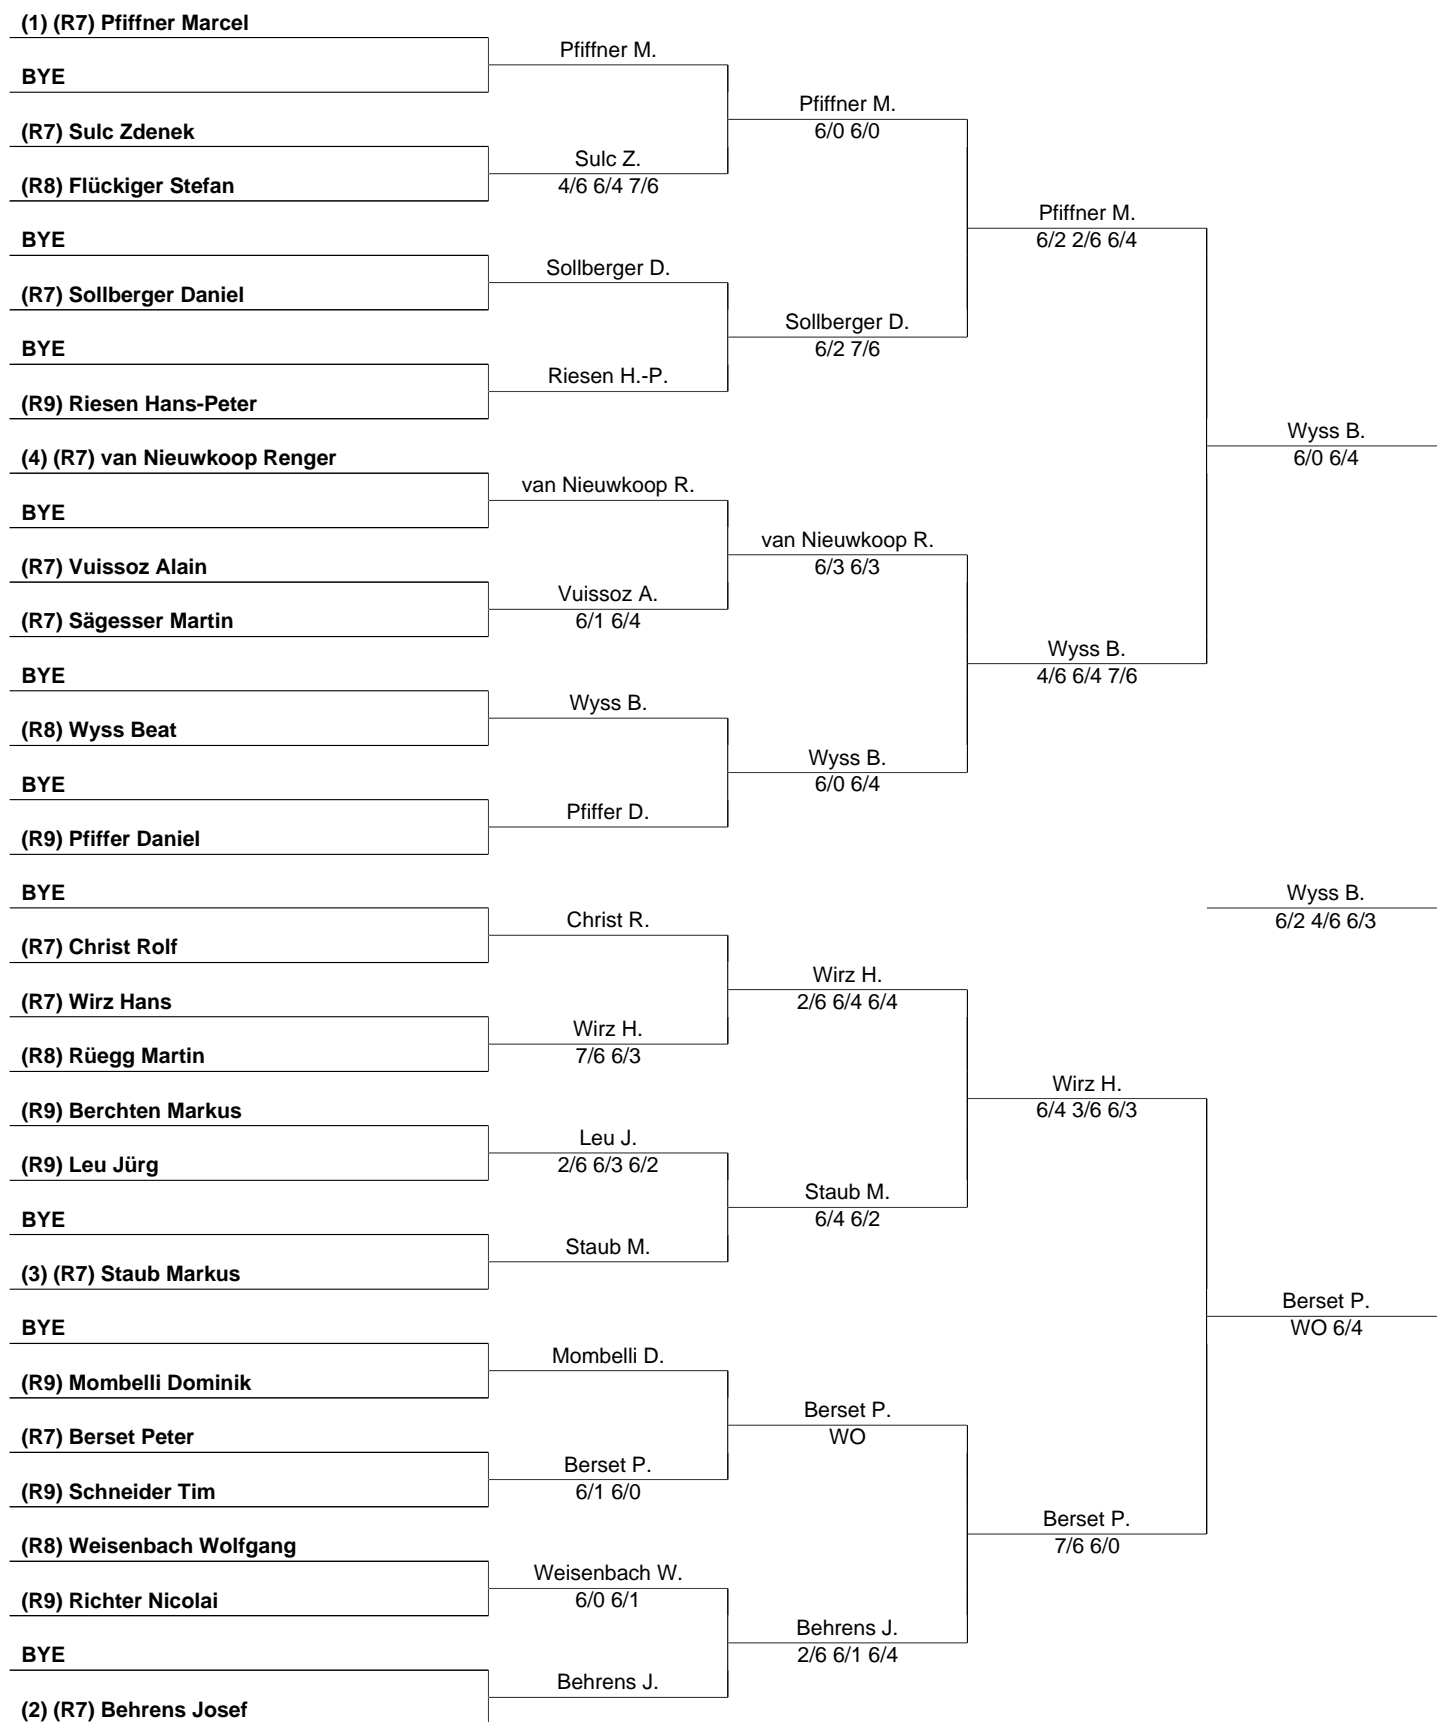 (1) (R7) Pfiffner Marcel
BYE
(R7) Sulc Zdenek
(R8) Flückiger Stefan
BYE
(R7) Sollberger Daniel
BYE
(R9) Riesen Hans-Peter
(4) (R7) van Nieuwkoop Renger
BYE
(R7) Vuissoz Alain
(R7) Sägesser Martin
BYE
(R8) Wyss Beat
BYE
(R9) Pfiffer Daniel
BYE
(R7) Christ Rolf
(R7) Wirz Hans
(R8) Rüegg Martin
(R9) Berchten Markus
(R9) Leu Jürg
BYE
(3) (R7) Staub Markus
BYE
(R9) Mombelli Dominik
(R7) Berset Peter
(R9) Schneider Tim
(R8) Weisenbach Wolfgang
(R9) Richter Nicolai
BYE
(2) (R7) Behrens Josef
Pfiffner M.
Sulc Z.
4/6 6/4 7/6
Sollberger D.
Riesen H.-P.
van Nieuwkoop R.
Vuissoz A.
6/1 6/4
Wyss B.
Pfiffer D.
Christ R.
Wirz H.
7/6 6/3
Leu J.
2/6 6/3 6/2
Staub M.
Mombelli D.
Berset P.
6/1 6/0
Weisenbach W.
6/0 6/1
Behrens J.
Pfiffner M.
6/0 6/0
Sollberger D.
6/2 7/6
van Nieuwkoop R.
6/3 6/3
Wyss B.
6/0 6/4
Wirz H.
2/6 6/4 6/4
Staub M.
6/4 6/2
Berset P.
WO
Behrens J.
2/6 6/1 6/4
Pfiffner M.
6/2 2/6 6/4
Wyss B.
4/6 6/4 7/6
Wirz H.
6/4 3/6 6/3
Berset P.
7/6 6/0
Wyss B.
6/0 6/4
Wyss B.
6/2 4/6 6/3
Berset P.
WO 6/4